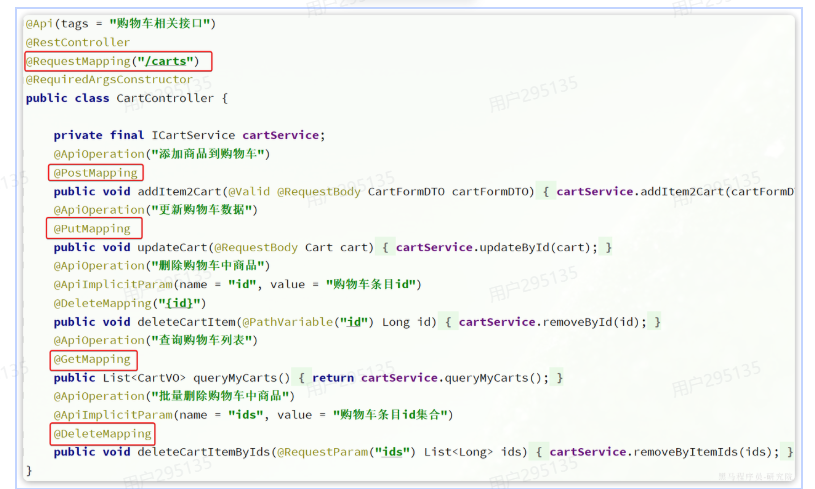 @Api(tags = "购物车相关接口")
@RestController
@RequestMapping("/carts")
@RequiredArgsConstructor
public class CartController {
private final ICartService cartService;
@ApiOperation("添加商品到购物车")
@PostMapping
public void addItem2Cart(@Valid @RequestBody CartFormDTO cartFormDTO) { cartService.addItem2Cart(cartFormD
@ApiOperation("更新购物车数据")
@PutMapping
public void updateCart(@RequestBody Cart cart) { cartService.updateById(cart); }
@ApiOperation("删除购物车中商品")
@ApiImplicitParam(name = "id", value = "购物车条目id")
@DeleteMapping("{id}")
public void deleteCartItem(@PathVariable("id") Long id) { cartService.removeById(id); }
@ApiOperation("查询购物车列表")
@GetMapping
public List<CartVO> queryMyCarts() { return cartService.queryMyCarts(); }
@ApiOperation("批量删除购物车中商品")
@ApiImplicitParam(name = "ids", value = "购物车条目id集合")
@DeleteMapping
public void deleteCartItemByIds(@RequestParam("ids") List<Long> ids) { cartService.removeByItemIds(ids); }
}
用户295135